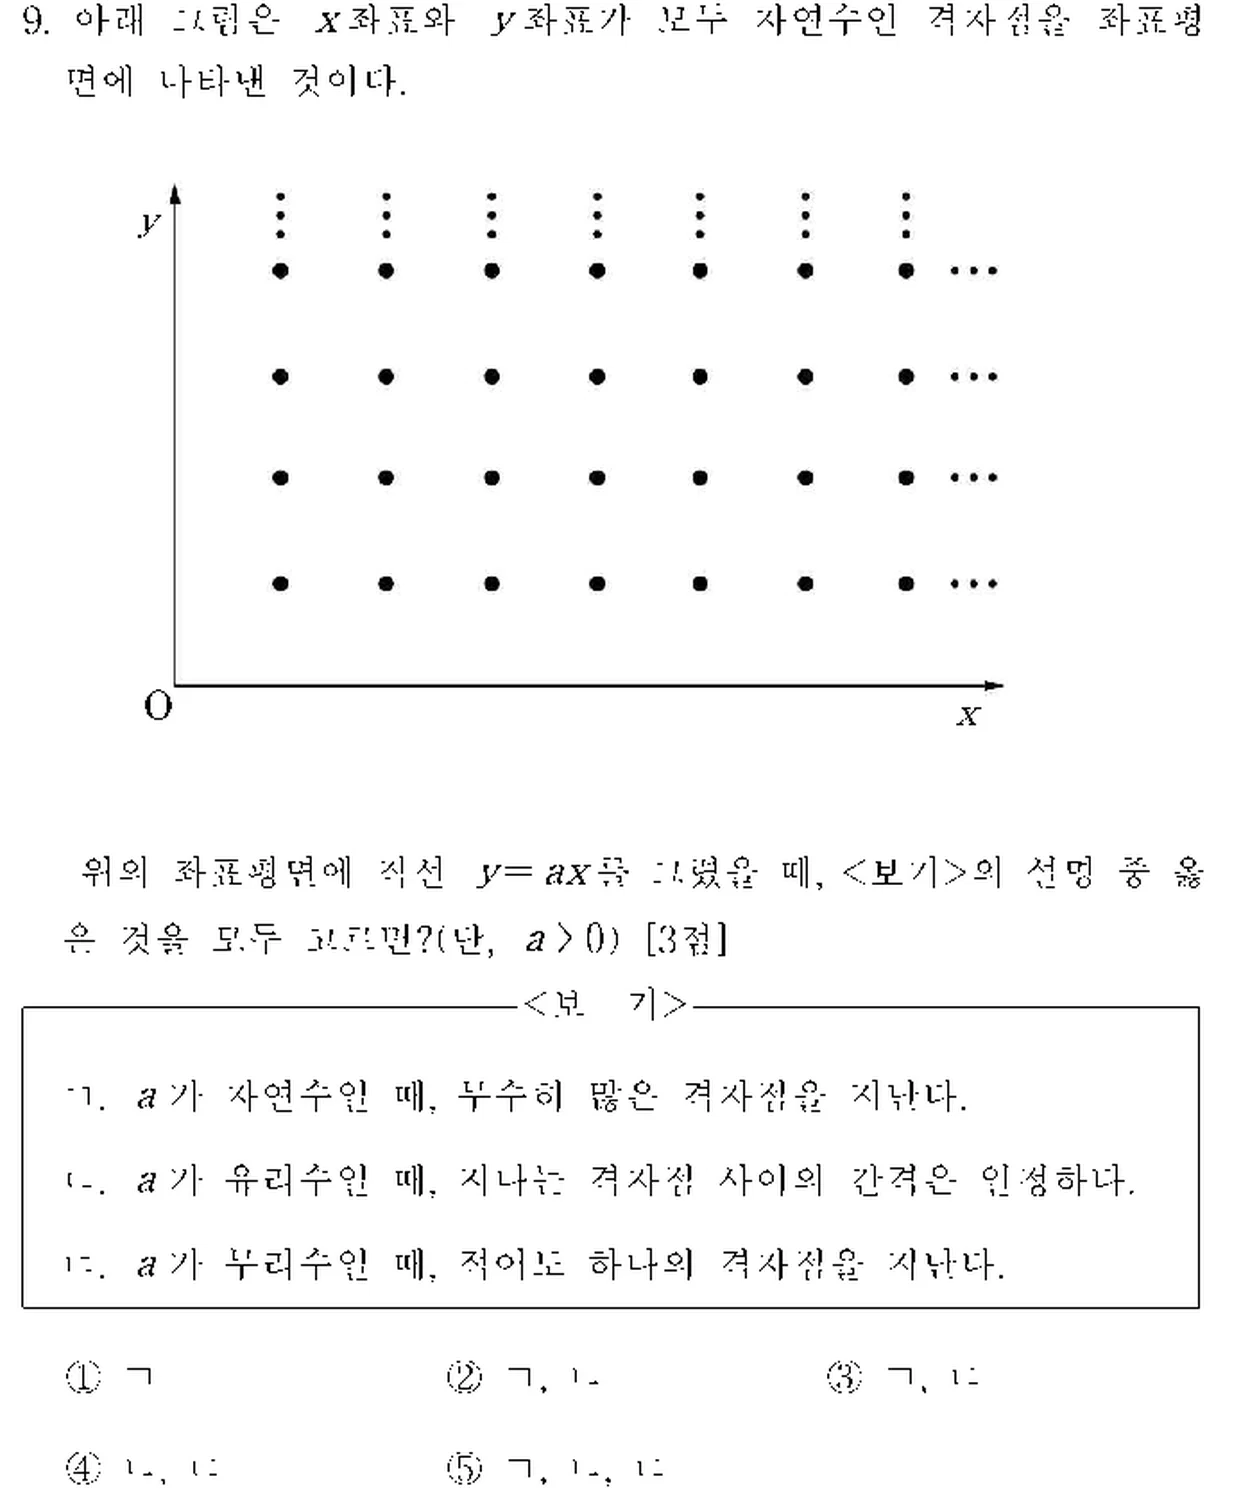 9. 아래 그림은 x좌표와 y좌표가 모두 자연수인 격자점을 좌표평
면에 나타낸 것이다.
y
O
x
위의 좌표평면에 직선 y=ax를 그렸을 때, <보기>의 설명 중 옳
은 것을 모두 고르면?(단, a>0) [3점]
<보 기>
ㄱ. a가 자연수일 때, 무수히 많은 격자점을 지난다.
ㄴ. a가 유리수일 때, 지나는 격자점 사이의 간격은 일정하다.
ㄷ. a가 무리수일 때, 적어도 하나의 격자점을 지난다.
① ㄱ ② ㄱ, ㄴ ③ ㄱ, ㄷ
④ ㄴ, ㄷ ⑤ ㄱ, ㄴ, ㄷ